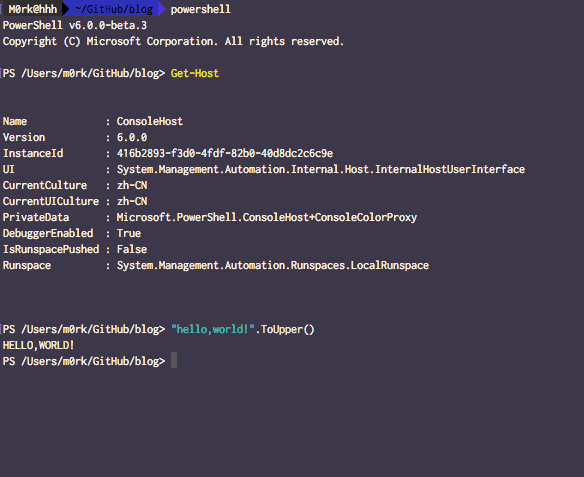 M0rk@hhh ~/GitHub/blog powershell
PowerShell v6.0.0-beta.3
Copyright (C) Microsoft Corporation. All rights reserved.
PS /Users/m0rk/GitHub/blog> Get-Host
Name : ConsoleHost
Version : 6.0.0
InstanceId : 416b2893-f3d0-4fdf-82b0-40d8dc2c6c9e
UI : System.Management.Automation.Internal.Host.InternalHostUserInterface
CurrentCulture : zh-CN
CurrentUICulture : zh-CN
PrivateData : Microsoft.PowerShell.ConsoleHost+ConsoleColorProxy
DebuggerEnabled : True
IsRunspacePushed : False
Runspace : System.Management.Automation.Runspaces.LocalRunspace
PS /Users/m0rk/GitHub/blog> "hello,world!".ToUpper()
HELLO,WORLD!
PS /Users/m0rk/GitHub/blog>